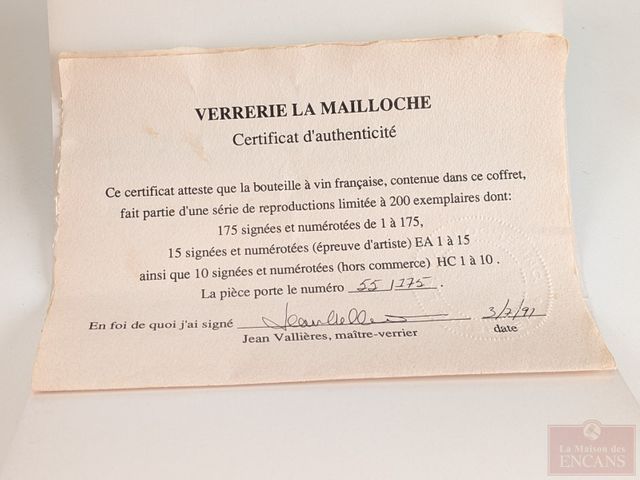 VERRERIE LA MAILLOCHE
Certificat d'authenticité
Ce certificat atteste que la bouteille à vin française, contenue dans ce coffret,
fait partie d'une série de reproductions limitée à 200 exemplaires dont:
175 signées et numérotées de 1 à 175,
15 signées et numérotées (épreuve d'artiste) EA 1 à 15
ainsi que 10 signées et numérotées (hors commerce) HC 1 à 10 .
La pièce porte le numéro 55 / 175 .
En foi de quoi j'ai signé 3/7/91
Jean Vallières, maître-verrier date
La Maison des
ENCANS